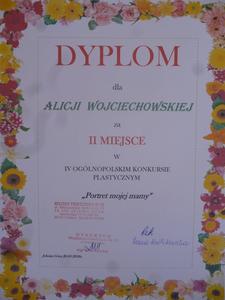 DYPLOM
dla
ALICJI WOJCIECHOWSKIEJ
za
II MIEJSCE
w
IV OGÓLNOPOLSKIM KONKURSIE
PLASTYCZNYM
„Portret mojej mamy”